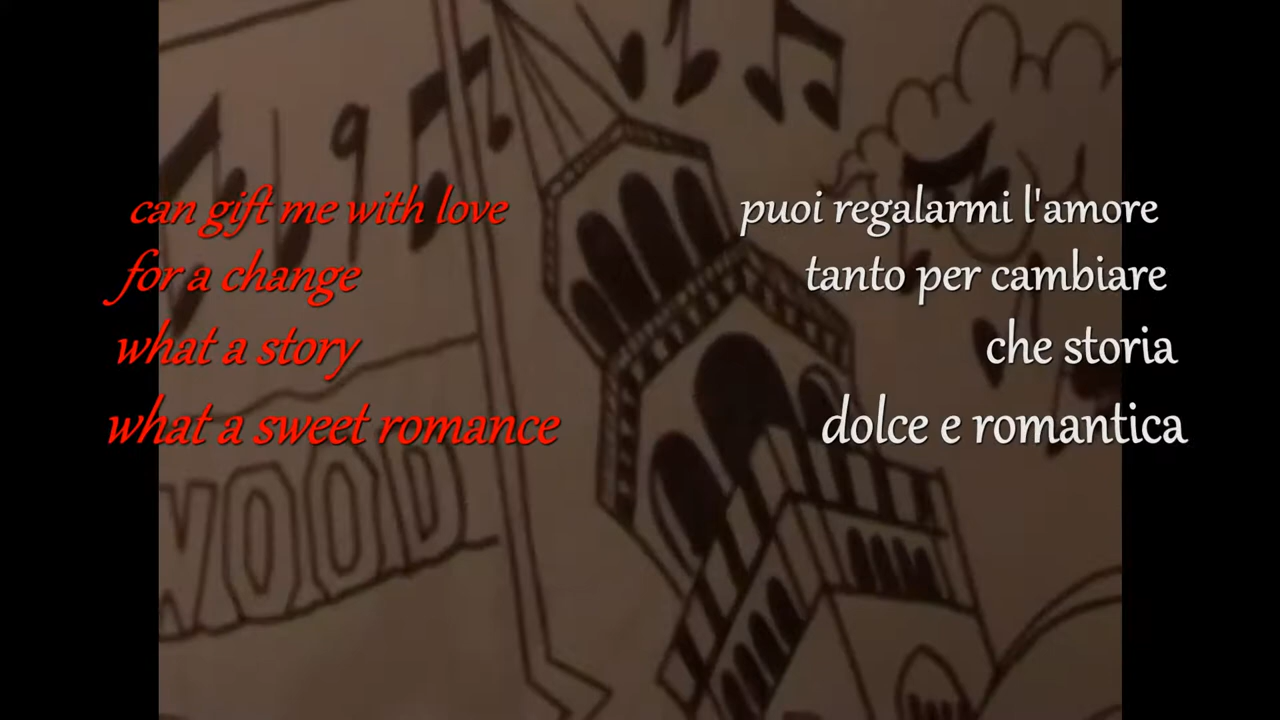 can gift me with love
for a change
what a story
what a sweet romance
puoi regalarmi l'amore
tanto per cambiare
che storia
dolce e romantica
WOOD